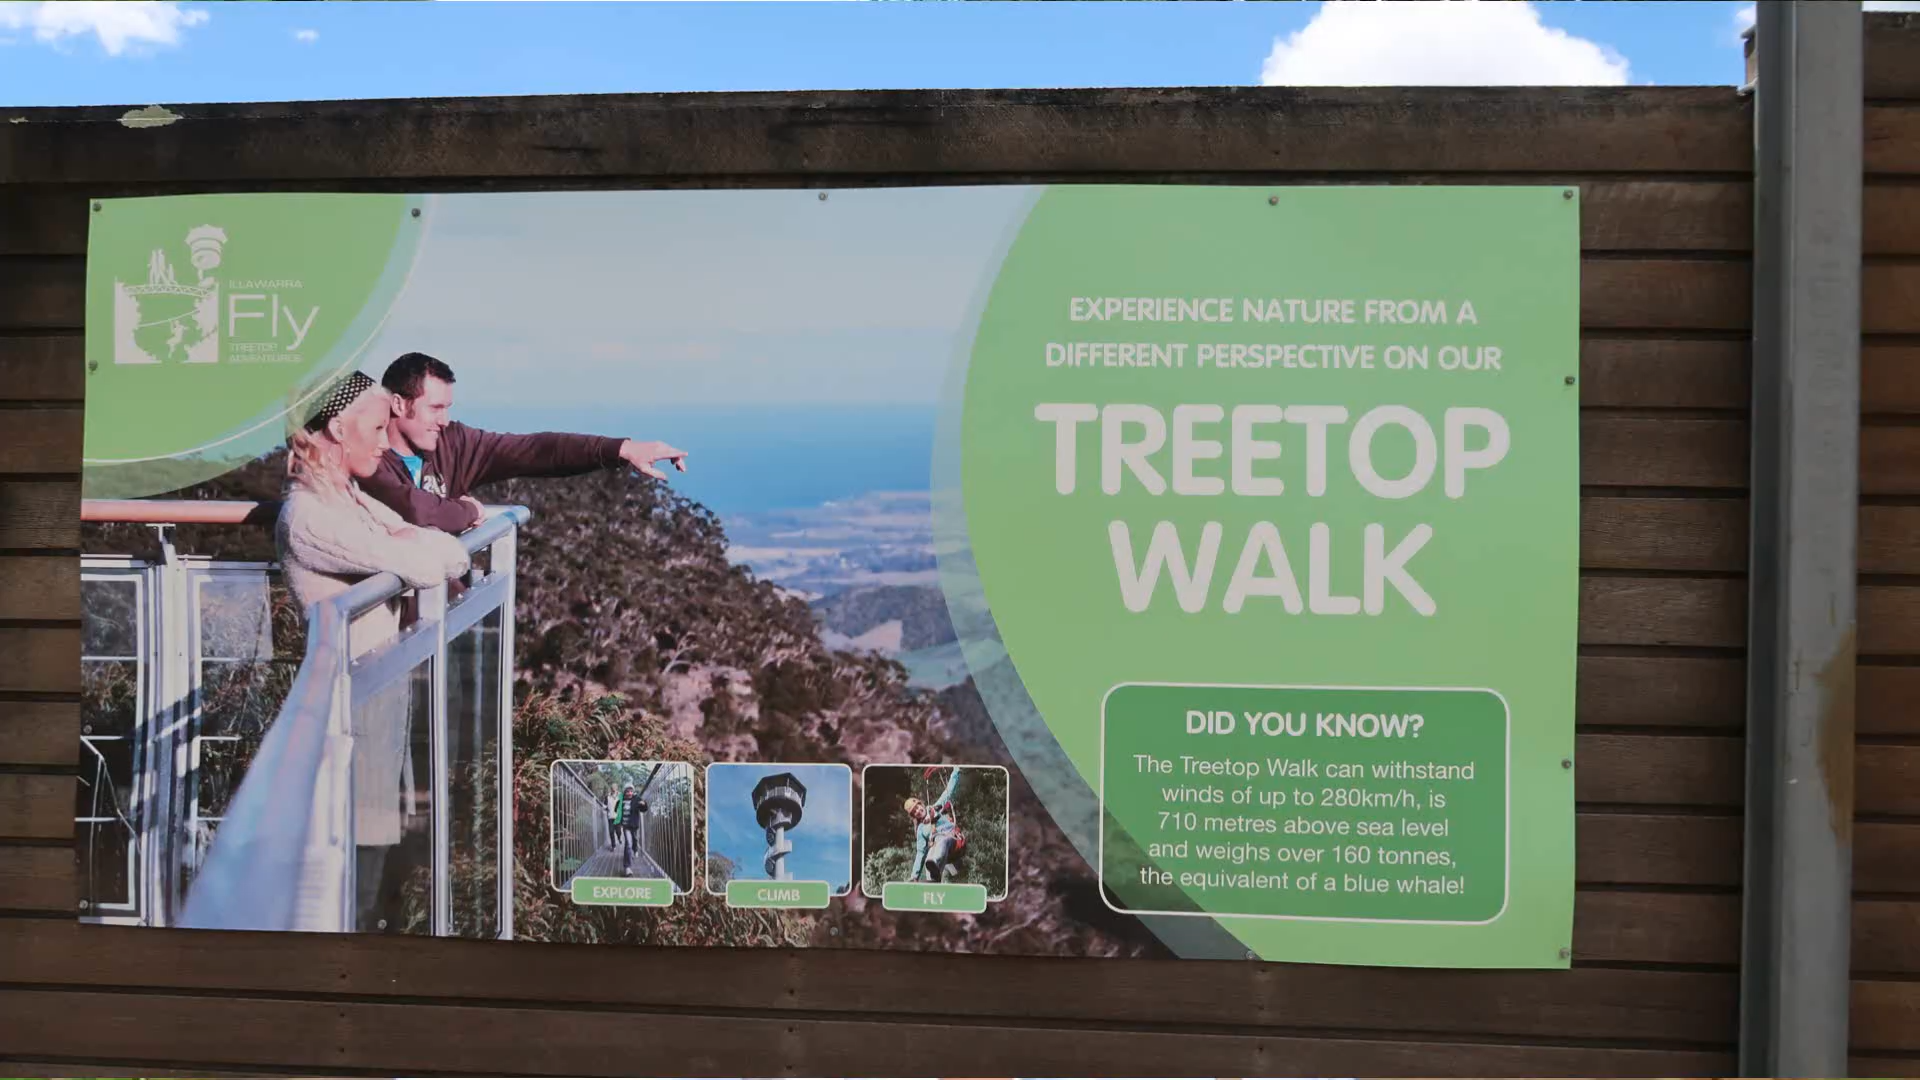 ILLAWARRA
Fly
TREETOP
ADVENTURES
EXPERIENCE NATURE FROM A
DIFFERENT PERSPECTIVE ON OUR
TREETOP
WALK
DID YOU KNOW?
The Treetop Walk can withstand
winds of up to 280km/h, is
710 metres above sea level
and weighs over 160 tonnes,
the equivalent of a blue whale!
EXPLORE
CLIMB
FLY